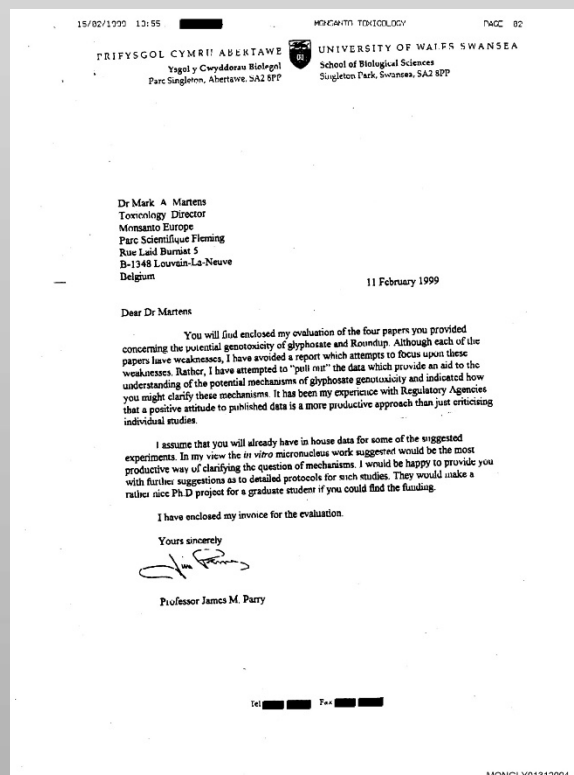 15/02/1999 10:55 MONSANTO TOXICOLOGY PAGE 02
PRIFYSGOL CYMRU ABERTAWE UNIVERSITY OF WALES SWANSEA
Ysgol y Gwyddorau Biolegol School of Biological Sciences
Parc Singleton, Abertawe, SA2 8PP Singleton Park, Swansea, SA2 8PP
Dr Mark A Martens
Toxicology Director
Monsanto Europe
Parc Scientifique Fleming
Rue Laid Burniat 5
B-1348 Louvain-La-Neuve
Belgium
11 February 1999
Dear Dr Martens
You will find enclosed my evaluation of the four papers you provided
concerning the potential genotoxicity of glyphosate and Roundup. Although each of the
papers have weaknesses, I have avoided a report which attempts to focus upon these
weaknesses. Rather, I have attempted to "pull out" the data which provide an aid to the
understanding of the potential mechanisms of glyphosate genotoxicity and indicated how
you might clarify these mechanisms. It has been my experience with Regulatory Agencies
that a positive attitude to published data is a more productive approach than just criticising
individual studies.
I assume that you will already have in house data for some of the suggested
experiments. In my view the in vitro micronucleus work suggested would be the most
productive way of clarifying the question of mechanisms. I would be happy to provide you
with further suggestions as to detailed protocols for such studies. They would make a
rather nice Ph.D project for a graduate student if you could find the funding.
I have enclosed my invoice for the evaluation.
Yours sincerely
Professor James M. Parry
Tel Fax